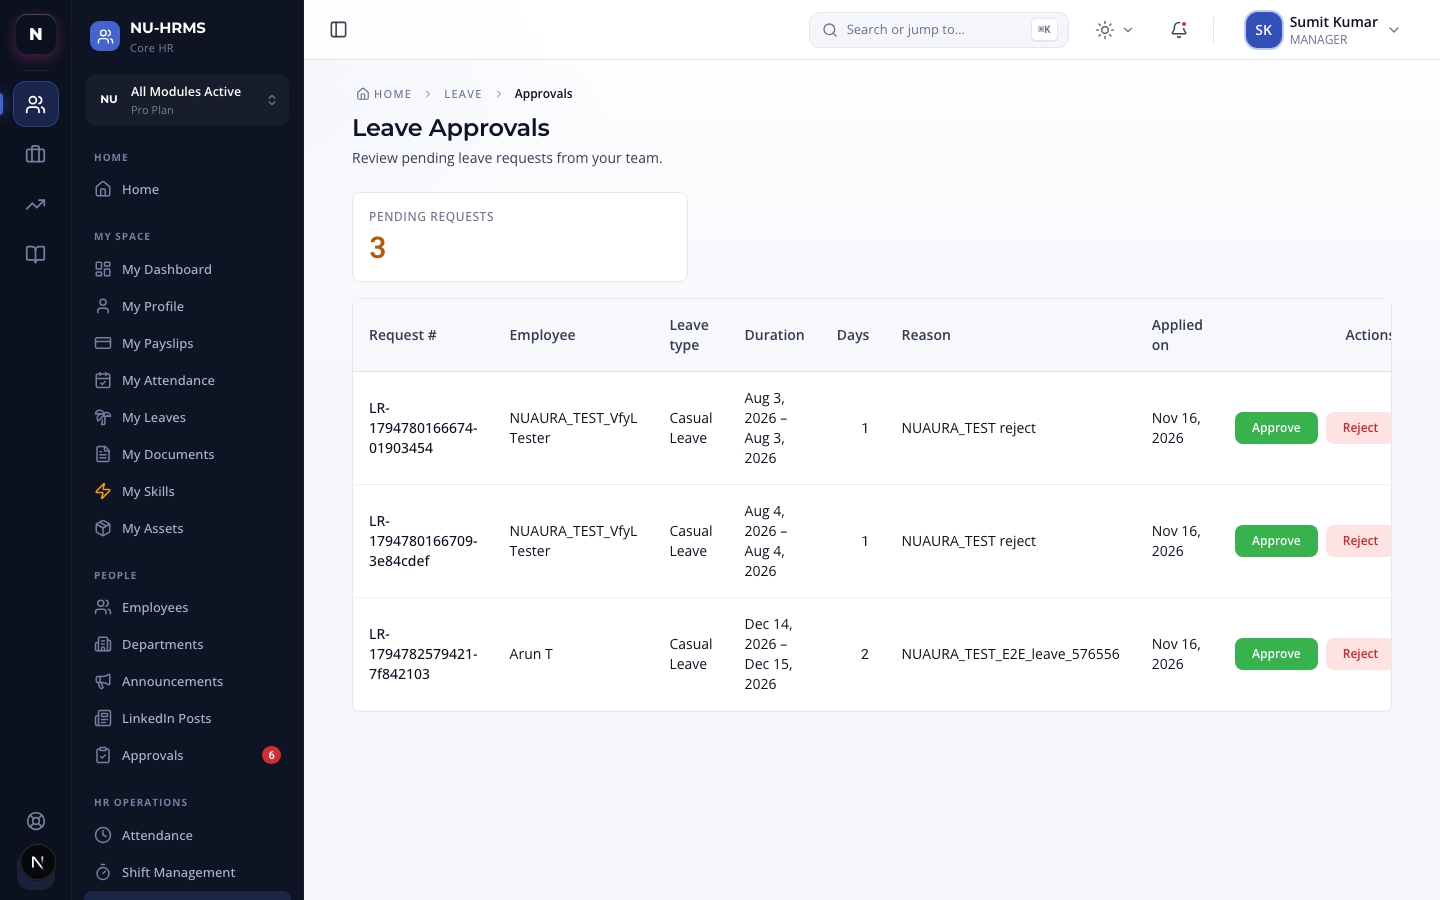 N
NU-HRMS
Core HR
NU
All Modules Active
Pro Plan
HOME
Home
MY SPACE
My Dashboard
My Profile
My Payslips
My Attendance
My Leaves
My Documents
My Skills
My Assets
PEOPLE
Employees
Departments
Announcements
LinkedIn Posts
Approvals
6
HR OPERATIONS
Attendance
Shift Management
N
Search or jump to...
⌘K
SK
Sumit Kumar
MANAGER
HOME
LEAVE
Approvals
Leave Approvals
Review pending leave requests from your team.
PENDING REQUESTS
3
Request #
Employee
Leave
type
Duration
Days
Reason
Applied
on
Actions
LR-
1794780166674-
01903454
NUAURA_TEST_VfyL
Tester
Casual
Leave
Aug 3,
2026 –
Aug 3,
2026
1
NUAURA_TEST reject
Nov 16,
2026
Approve
Reject
LR-
1794780166709-
3e84cdef
NUAURA_TEST_VfyL
Tester
Casual
Leave
Aug 4,
2026 –
Aug 4,
2026
1
NUAURA_TEST reject
Nov 16,
2026
Approve
Reject
LR-
1794782579421-
7f842103
Arun T
Casual
Leave
Dec 14,
2026 –
Dec 15,
2026
2
NUAURA_TEST_E2E_leave_576556
Nov 16,
2026
Approve
Reject